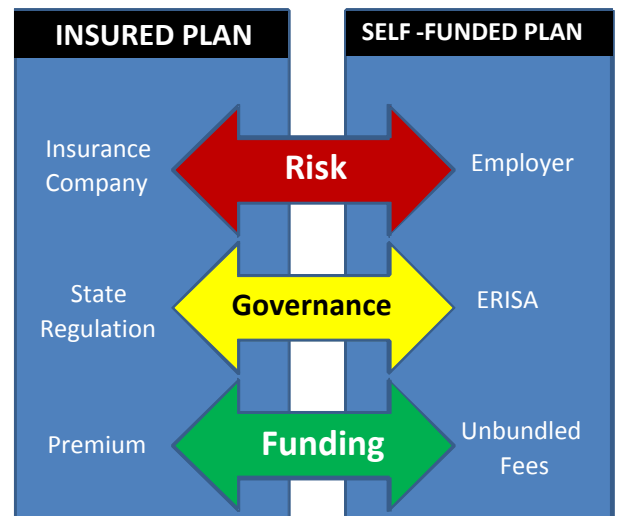 INSURED PLAN
SELF -FUNDED PLAN
Insurance
Company
Risk
Employer
State
Regulation
Governance
ERISA
Premium
Funding
Unbundled
Fees